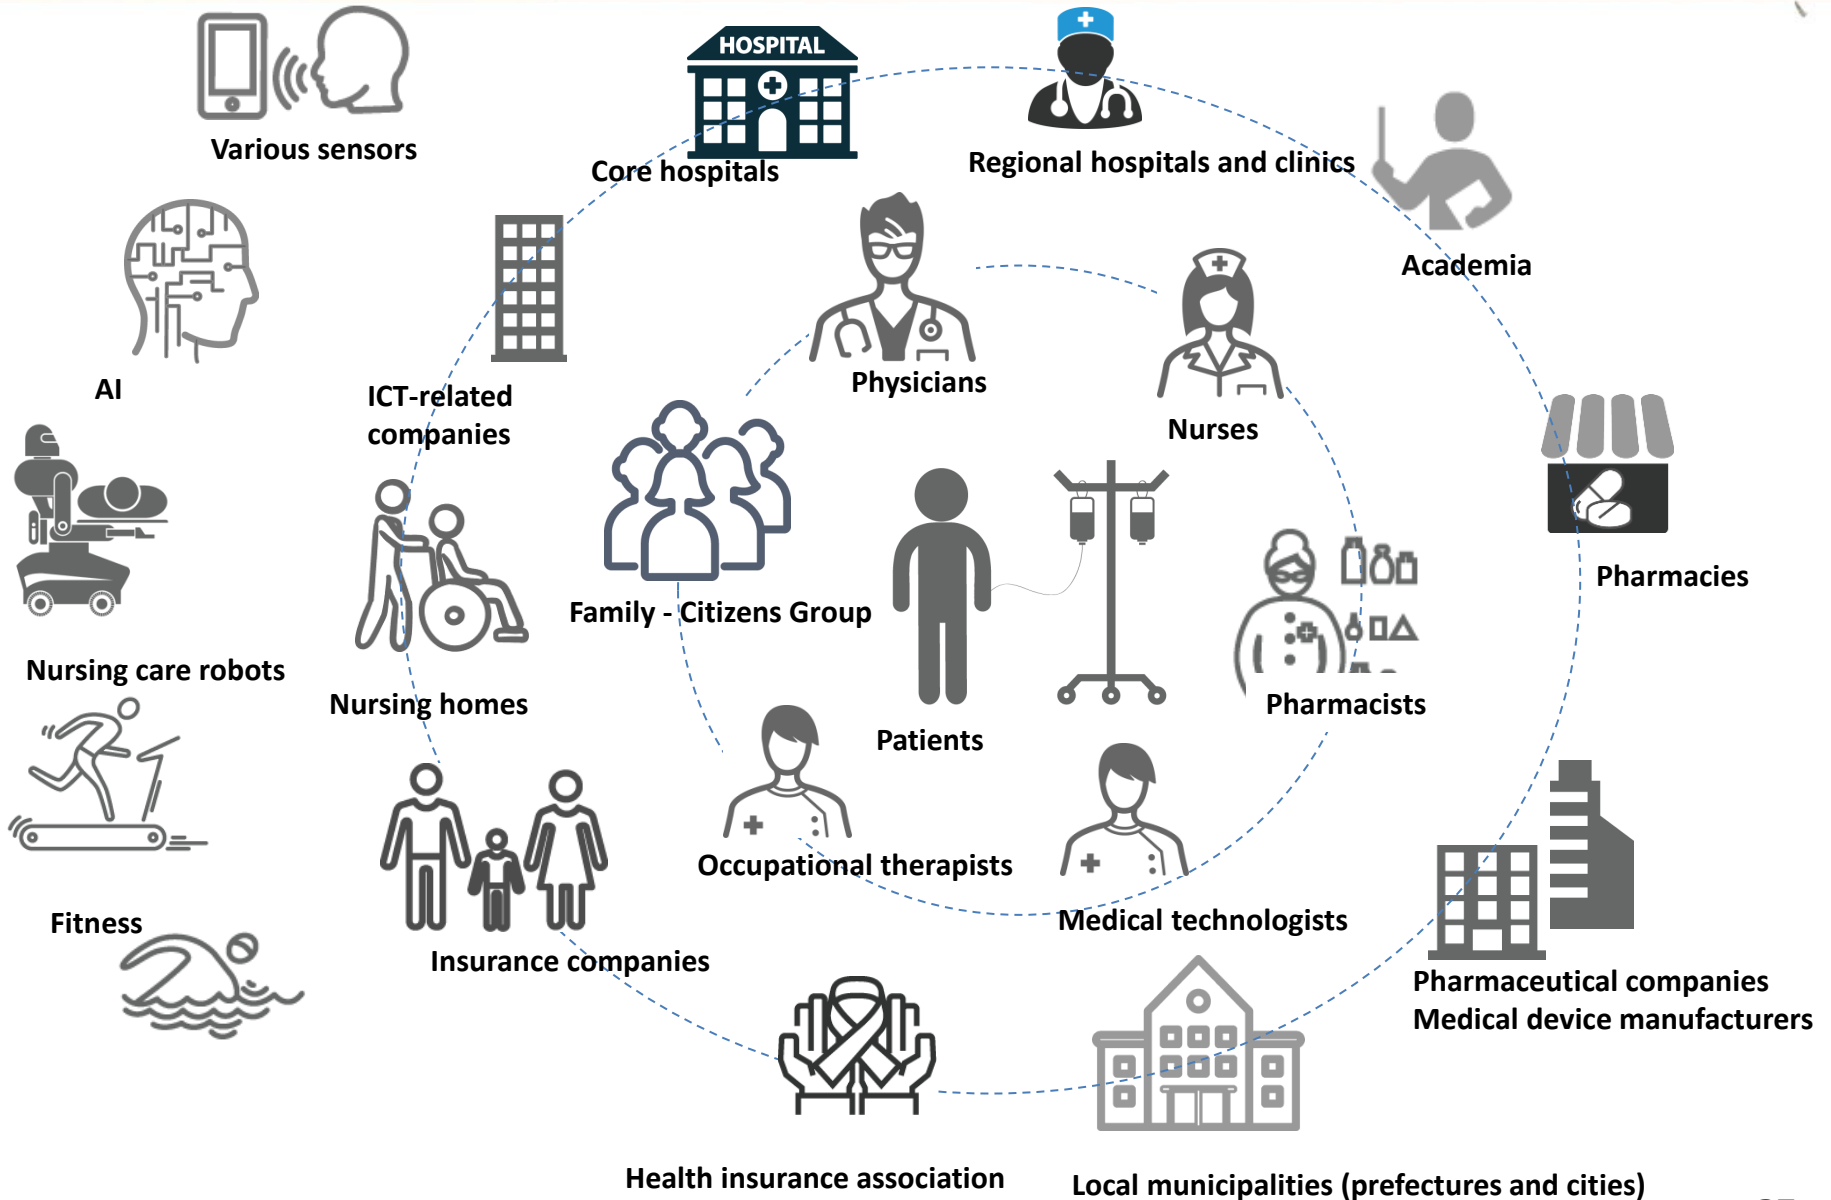 HOSPITAL
Various sensors
Core hospitals
Regional hospitals and clinics
Academia
AI
ICT-related
companies
Physicians
Nurses
Pharmacies
Family - Citizens Group
Nursing care robots
Nursing homes
Patients
Pharmacists
Occupational therapists
Medical technologists
Fitness
Insurance companies
Pharmaceutical companies
Medical device manufacturers
Health insurance association
Local municipalities (prefectures and cities)